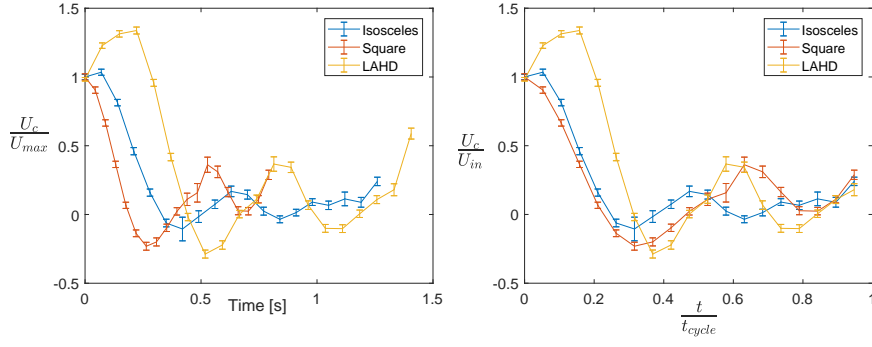 1.5
1
0.5
0
-0.5
U_c
U_max
0
0.5
1
1.5
Time [s]
Isosceles
Square
LAHD
1.5
1
0.5
0
-0.5
U_c
U_in
0
0.2
0.4
0.6
0.8
1
t
t_cycle
Isosceles
Square
LAHD